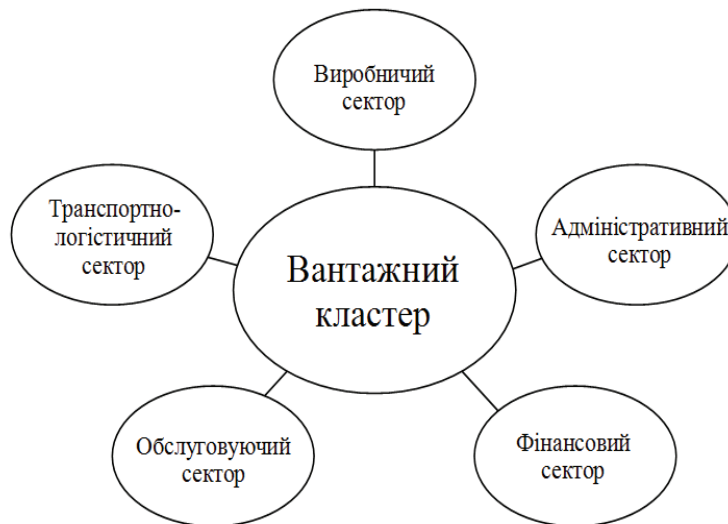 Виробничий
сектор
Транспортно-
логістичний
сектор
Адміністративний
сектор
Вантажний
кластер
Обслуговуючий
сектор
Фінансовий
сектор